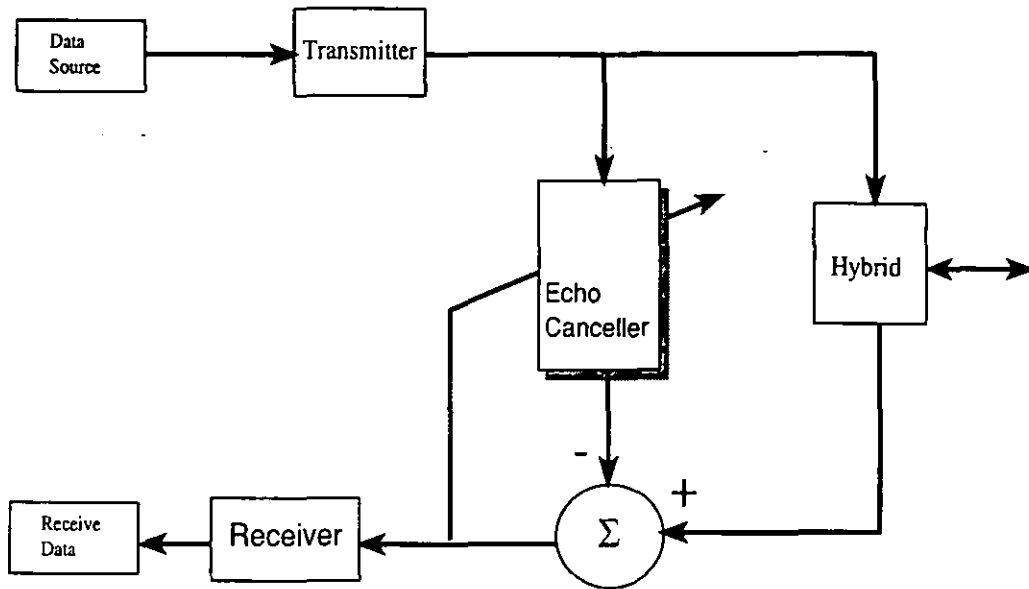 Data
Source
Transmitter
Hybrid
Echo
Canceller
-
+
Σ
Receiver
Receive
Data